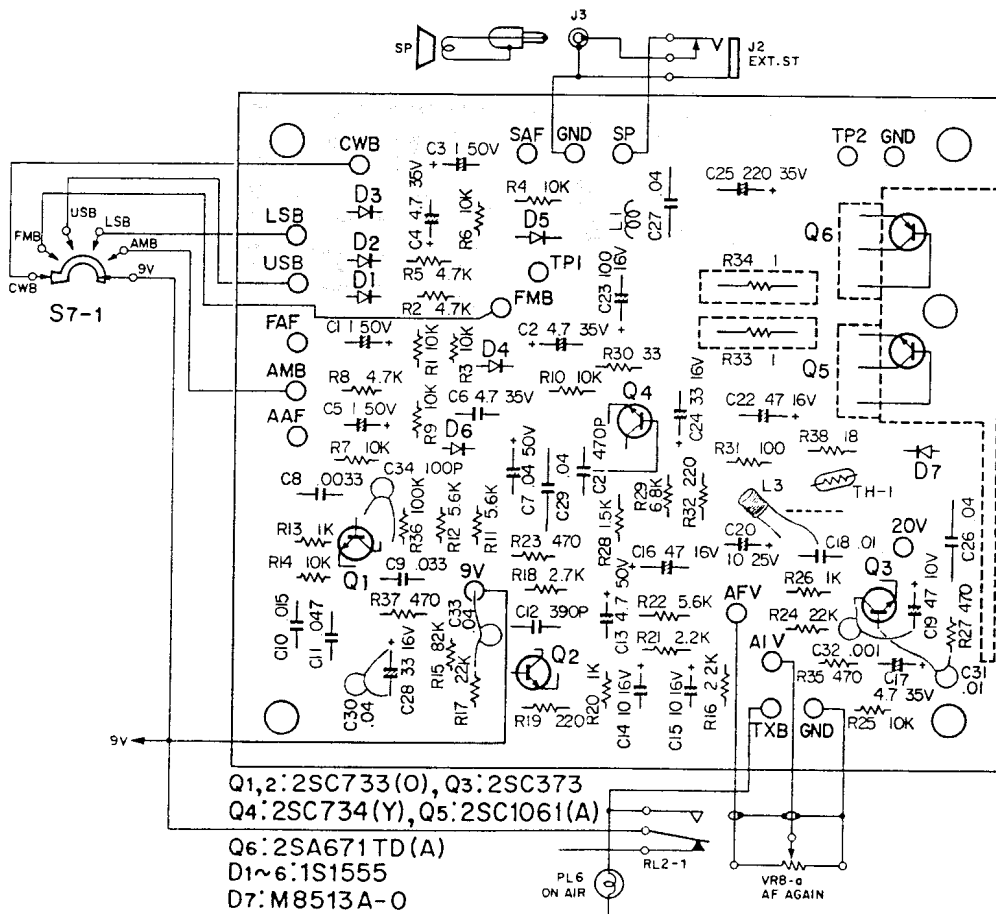 J3
SP
J2
EXT.ST
CWB
C3 1 50V
SAF
GND
SP
TP2
GND
D3
C4 4.7 35V
R6 10K
R4 10K
D5
L1
C27 .04
C25 220 35V
USB
LSB
FMB
AMB
CWB
9V
S7-1
LSB
D2
USB
D1
R5 4.7K
R2 4.7K
TP1
FMB
C23 100 16V
Q6
R34 1
R33 1
Q5
FAF
C1 1 50V
R1 10K
R3 10K
C2 4.7 35V
D4
R30 33
AMB
R8 4.7K
C6 4.7 35V
R10 10K
Q4
C24 33 16V
C22 47 16V
AAF
C5 1 50V
R9 10K
D6
R7 10K
C7 .04 50V
C29 .04
C21 470P
R31 100
R38 18
D7
C8 .0033
C34 100P
R36 100K
R12 5.6K
R11 5.6K
R28 1.5K
R29 6.8K
R32 220
L3
TH-1
R13 1K
R14 10K
Q1
C9 .033
R23 470
R18 2.7K
C16 47 16V
C20
10 25V
C18 .01
20V
C26 .04
R26 1K
Q3
9V
R37 470
C33 .04
C12 390P
C13 4.7 50V
R22 5.6K
AFV
R24 22K
C19 47 10V
R27 470
C10 .015
C11 .047
C30 .04
C28 33 16V
R15 82K
R17 22K
Q2
R21 2.2K
A1V
C32 .001
R35 470
C17
4.7 35V
C31 .01
R19 220
R20 1K
C14 10 16V
C15 10 16V
R16 2.2K
TXB
GND
R25 10K
9V
Q1,2:2SC733(O), Q3:2SC373
Q4:2SC734(Y), Q5:2SC1061(A)
Q6:2SA671TD(A)
D1~6:1S1555
D7:M8513A-O
RL2-1
PL6
ON AIR
VR8-a
AF AGAIN